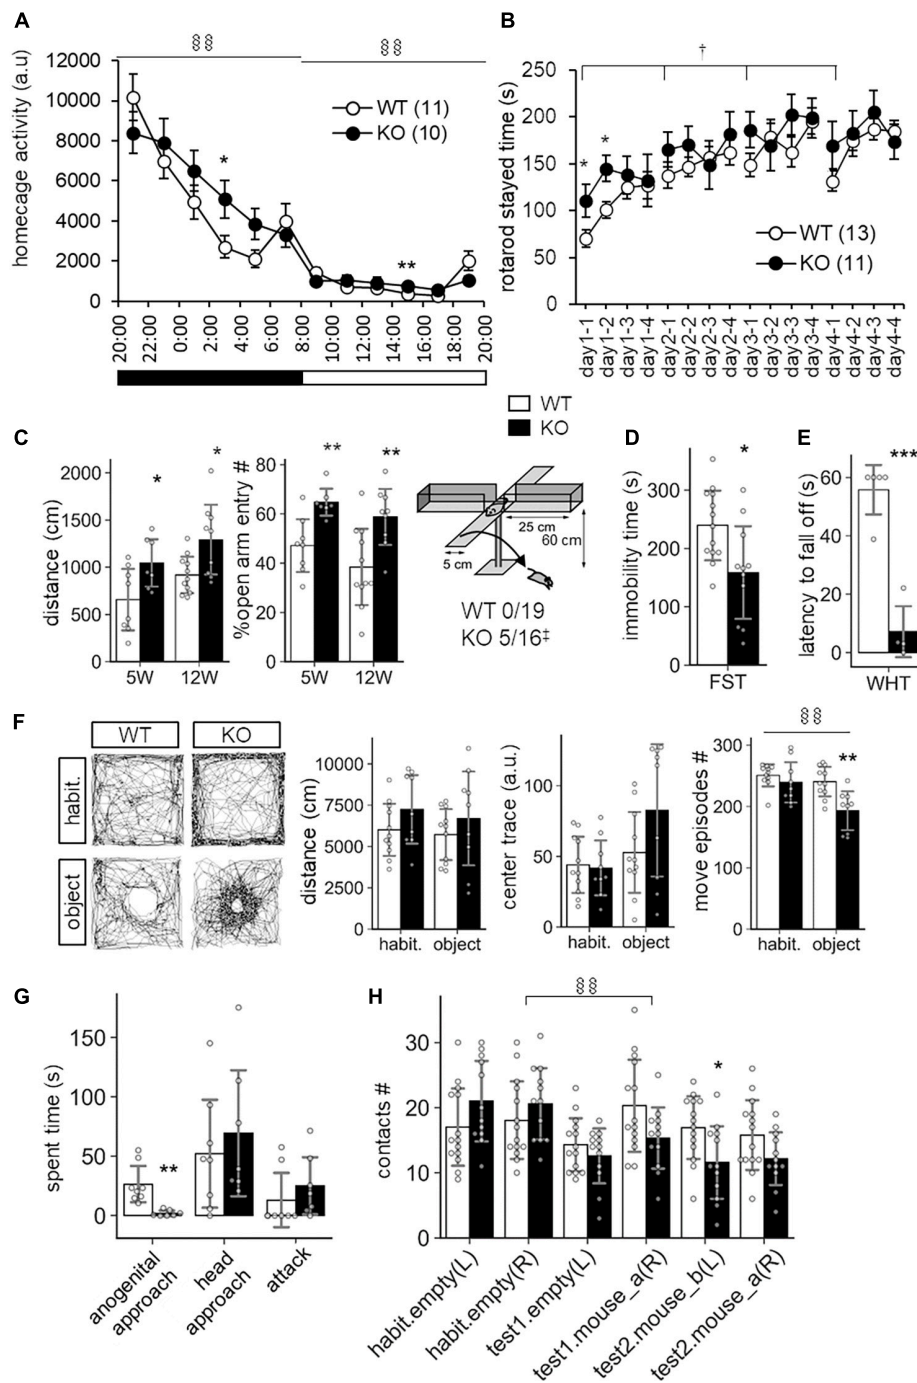 A
§§
§§
homecage activity (a.u)
12000
10000
8000
6000
4000
2000
0
WT (11)
KO (10)
*
**
20:00
22:00
0:00
2:00
4:00
6:00
8:00
10:00
12:00
14:00
16:00
18:00
20:00
B
†
rotarod stayed time (s)
250
200
150
100
50
0
*
*
WT (13)
KO (11)
day1-1
day1-2
day1-3
day1-4
day2-1
day2-2
day2-3
day2-4
day3-1
day3-2
day3-3
day3-4
day4-1
day4-2
day4-3
day4-4
WT
KO
C
distance (cm)
2000
1500
1000
500
0
*
*
5W
12W
%open arm entry #
80
60
40
20
0
**
**
5W
12W
25 cm
60 cm
5 cm
WT 0/19
KO 5/16‡
D
immobility time (s)
300
200
100
0
*
FST
E
latency to fall off (s)
60
40
20
0
***
WHT
F
WT
KO
habit.
object
distance (cm)
10000
7500
5000
2500
0
habit.
object
center trace (a.u.)
100
50
0
habit.
object
move episodes #
300
200
100
0
§§
**
habit.
object
G
spent time (s)
150
100
50
0
**
anogenital approach
head approach
attack
H
§§
contacts #
30
20
10
0
*
habit.empty(L)
habit.empty(R)
test1.empty(L)
test1.mouse_a(R)
test2.mouse_b(L)
test2.mouse_a(R)